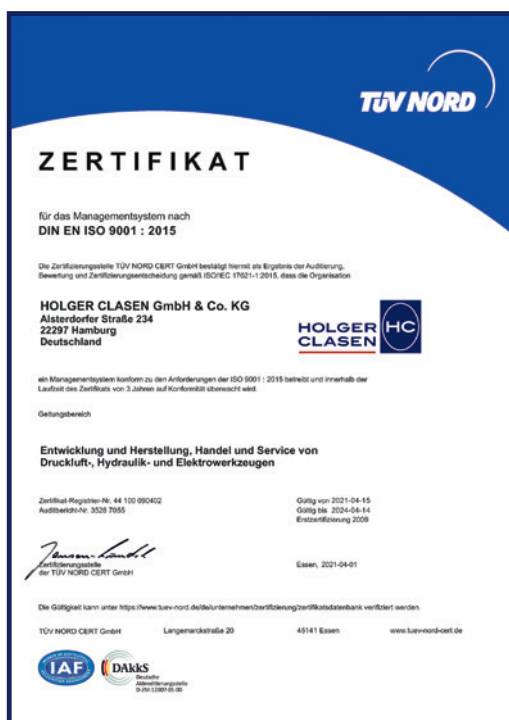 TÜV NORD
ZERTIFIKAT
für das Managementsystem nach
DIN EN ISO 9001 : 2015
Die Zertifizierungsstelle TÜV NORD CERT GmbH bestätigt hiermit als Ergebnis der Auditierung,
Bewertung und Zertifizierungsentscheidung gemäß ISO/IEC 17021-1:2015, dass die Organisation
HOLGER CLASEN GmbH & Co. KG
Alsterdorfer Straße 234
22297 Hamburg
Deutschland
HOLGER
CLASEN
HC
ein Managementsystem konform zu den Anforderungen der ISO 9001 : 2015 betreibt und innerhalb der
Laufzeit des Zertifikats von 3 Jahren auf Konformität überwacht wird.
Geltungsbereich
Entwicklung und Herstellung, Handel und Service von
Druckluft-, Hydraulik- und Elektrowerkzeugen
Zertifikat-Registrier-Nr. 44 100 090402
Auditbericht-Nr. 3528 7055
Gültig von 2021-04-15
Gültig bis 2024-04-14
Erstzertifizierung 2009
Zertifizierungsstelle
der TÜV NORD CERT GmbH
Essen, 2021-04-01
Die Gültigkeit kann unter https://www.tuev-nord.de/de/unternehmen/zertifizierung/zertifikatsdatenbank verifiziert werden.
TÜV NORD CERT GmbH Langemarckstraße 20 45141 Essen www.tuev-nord-cert.de
IAF
DAkkS
Deutsche
Akkreditierungsstelle
D-ZM-12007-01-00